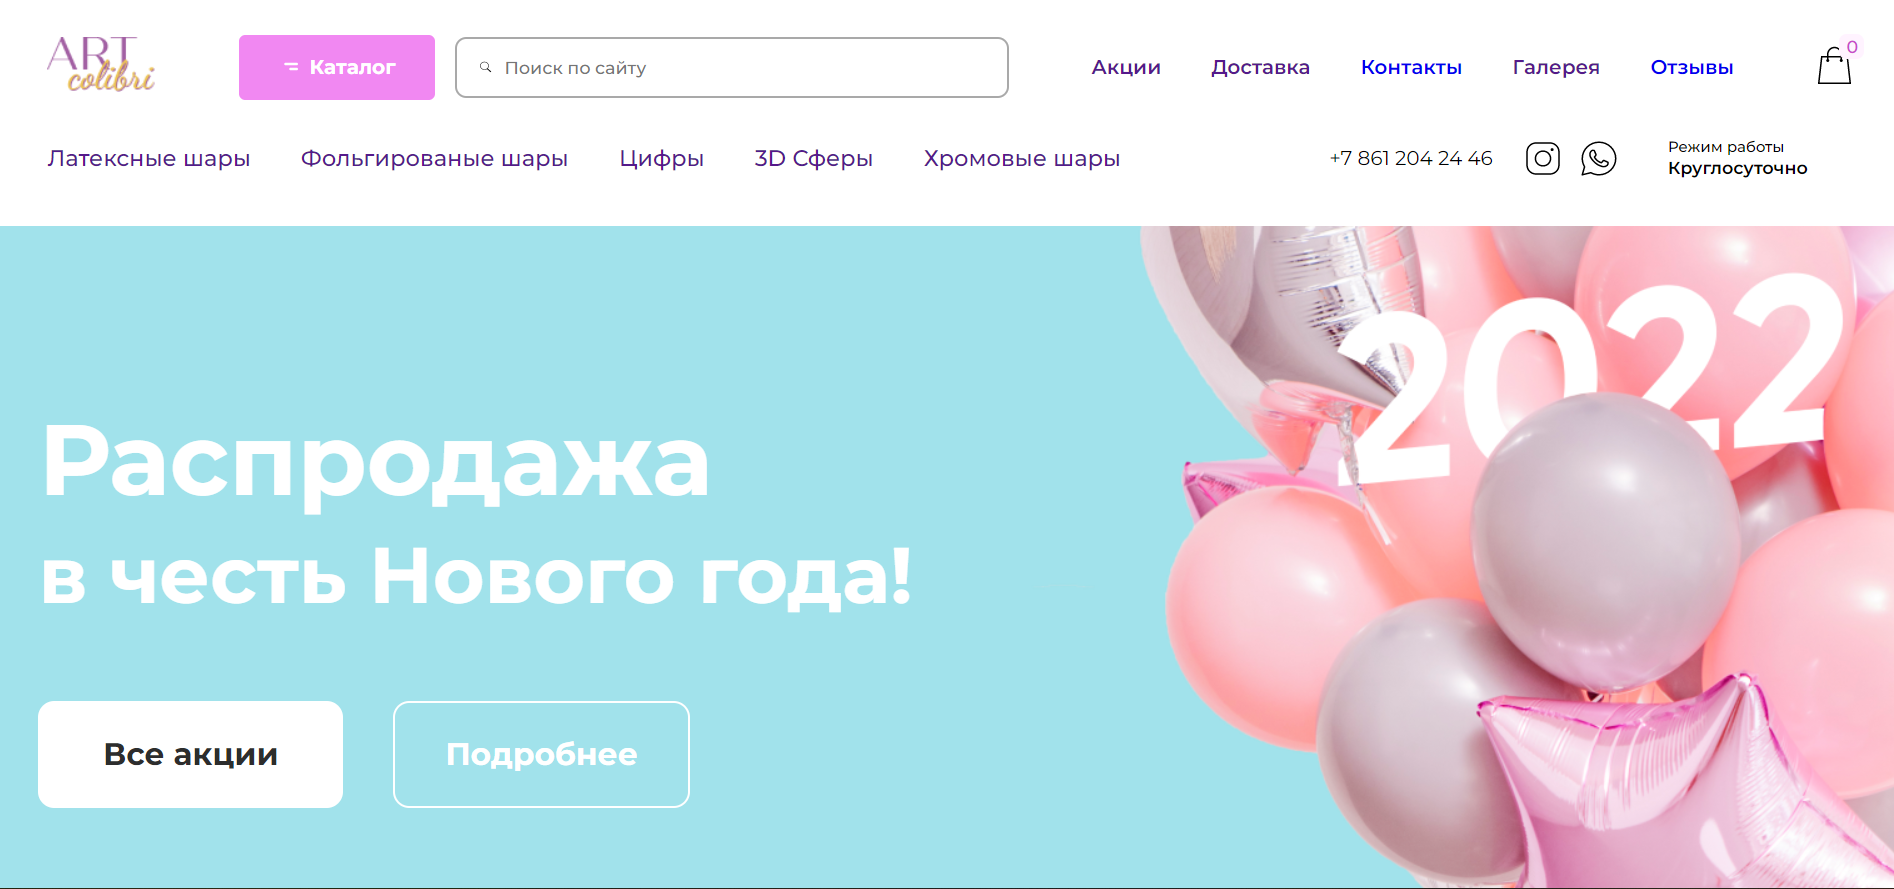 ART
colibri
Каталог
Поиск по сайту
Акции
Доставка
Контакты
Галерея
Отзывы
0
Латексные шары
Фольгированые шары
Цифры
3D Сферы
Хромовые шары
+7 861 204 24 46
Режим работы
Круглосуточно
2022
Распродажа
в честь Нового года!
Все акции
Подробнее